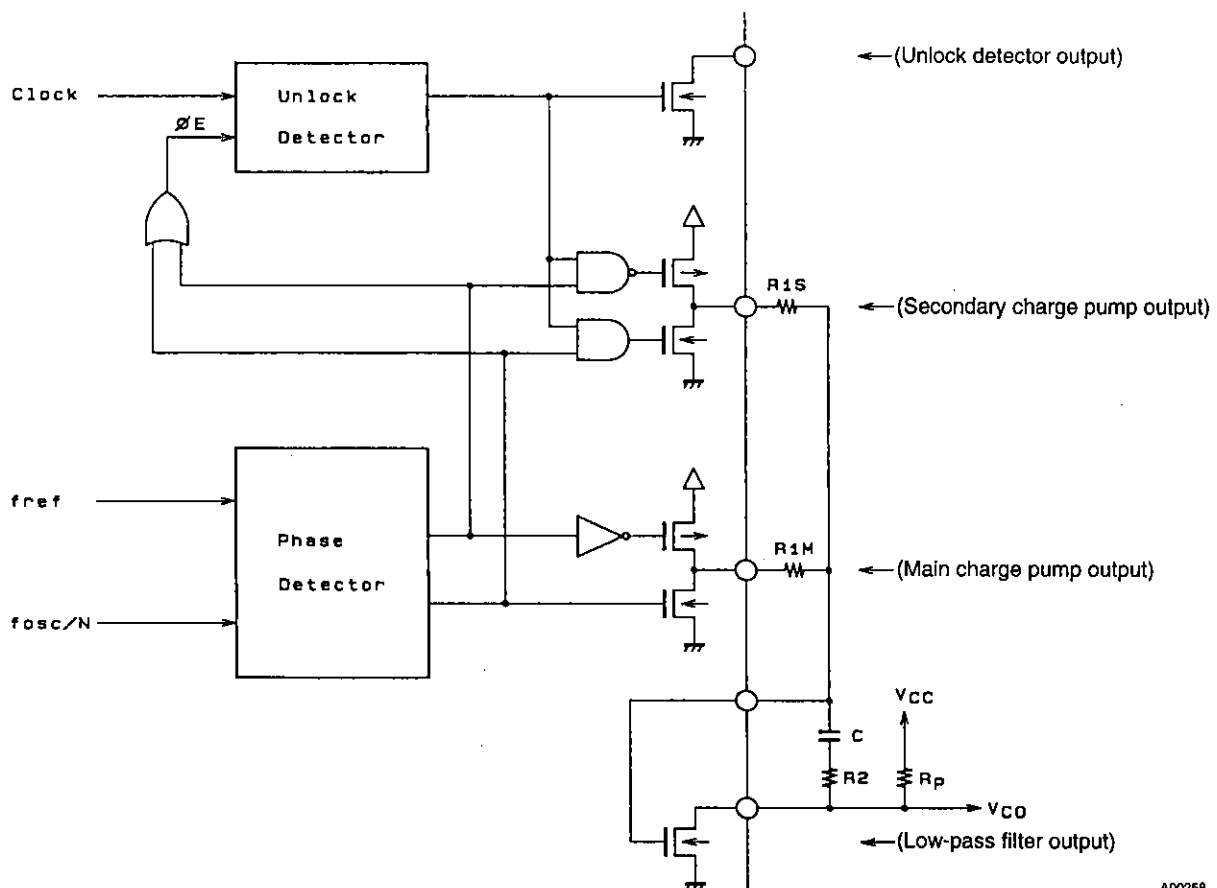 (Unlock detector output)
Clock
Unlock
Detector
ØE
R1S
(Secondary charge pump output)
fref
Phase
Detector
fosc/N
R1M
(Main charge pump output)
VCC
C
R2
RP
VCO
(Low-pass filter output)
A00258